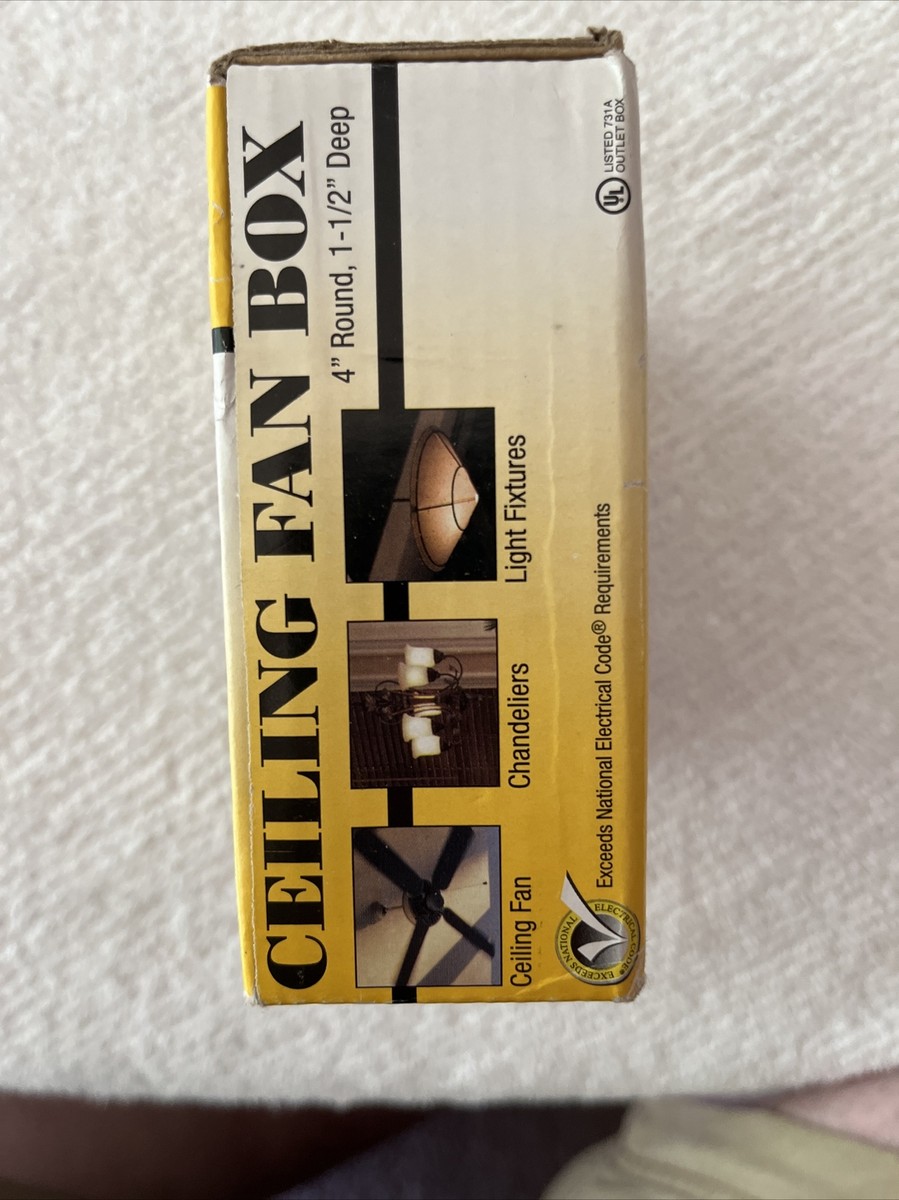 CEILING FAN BOX
4” Round, 1-1/2” Deep
Ceiling Fan
Chandeliers
Light Fixtures
EXCEEDS NATIONAL ELECTRICAL CODE®
Exceeds National Electrical Code® Requirements
UL
LISTED 731A
OUTLET BOX